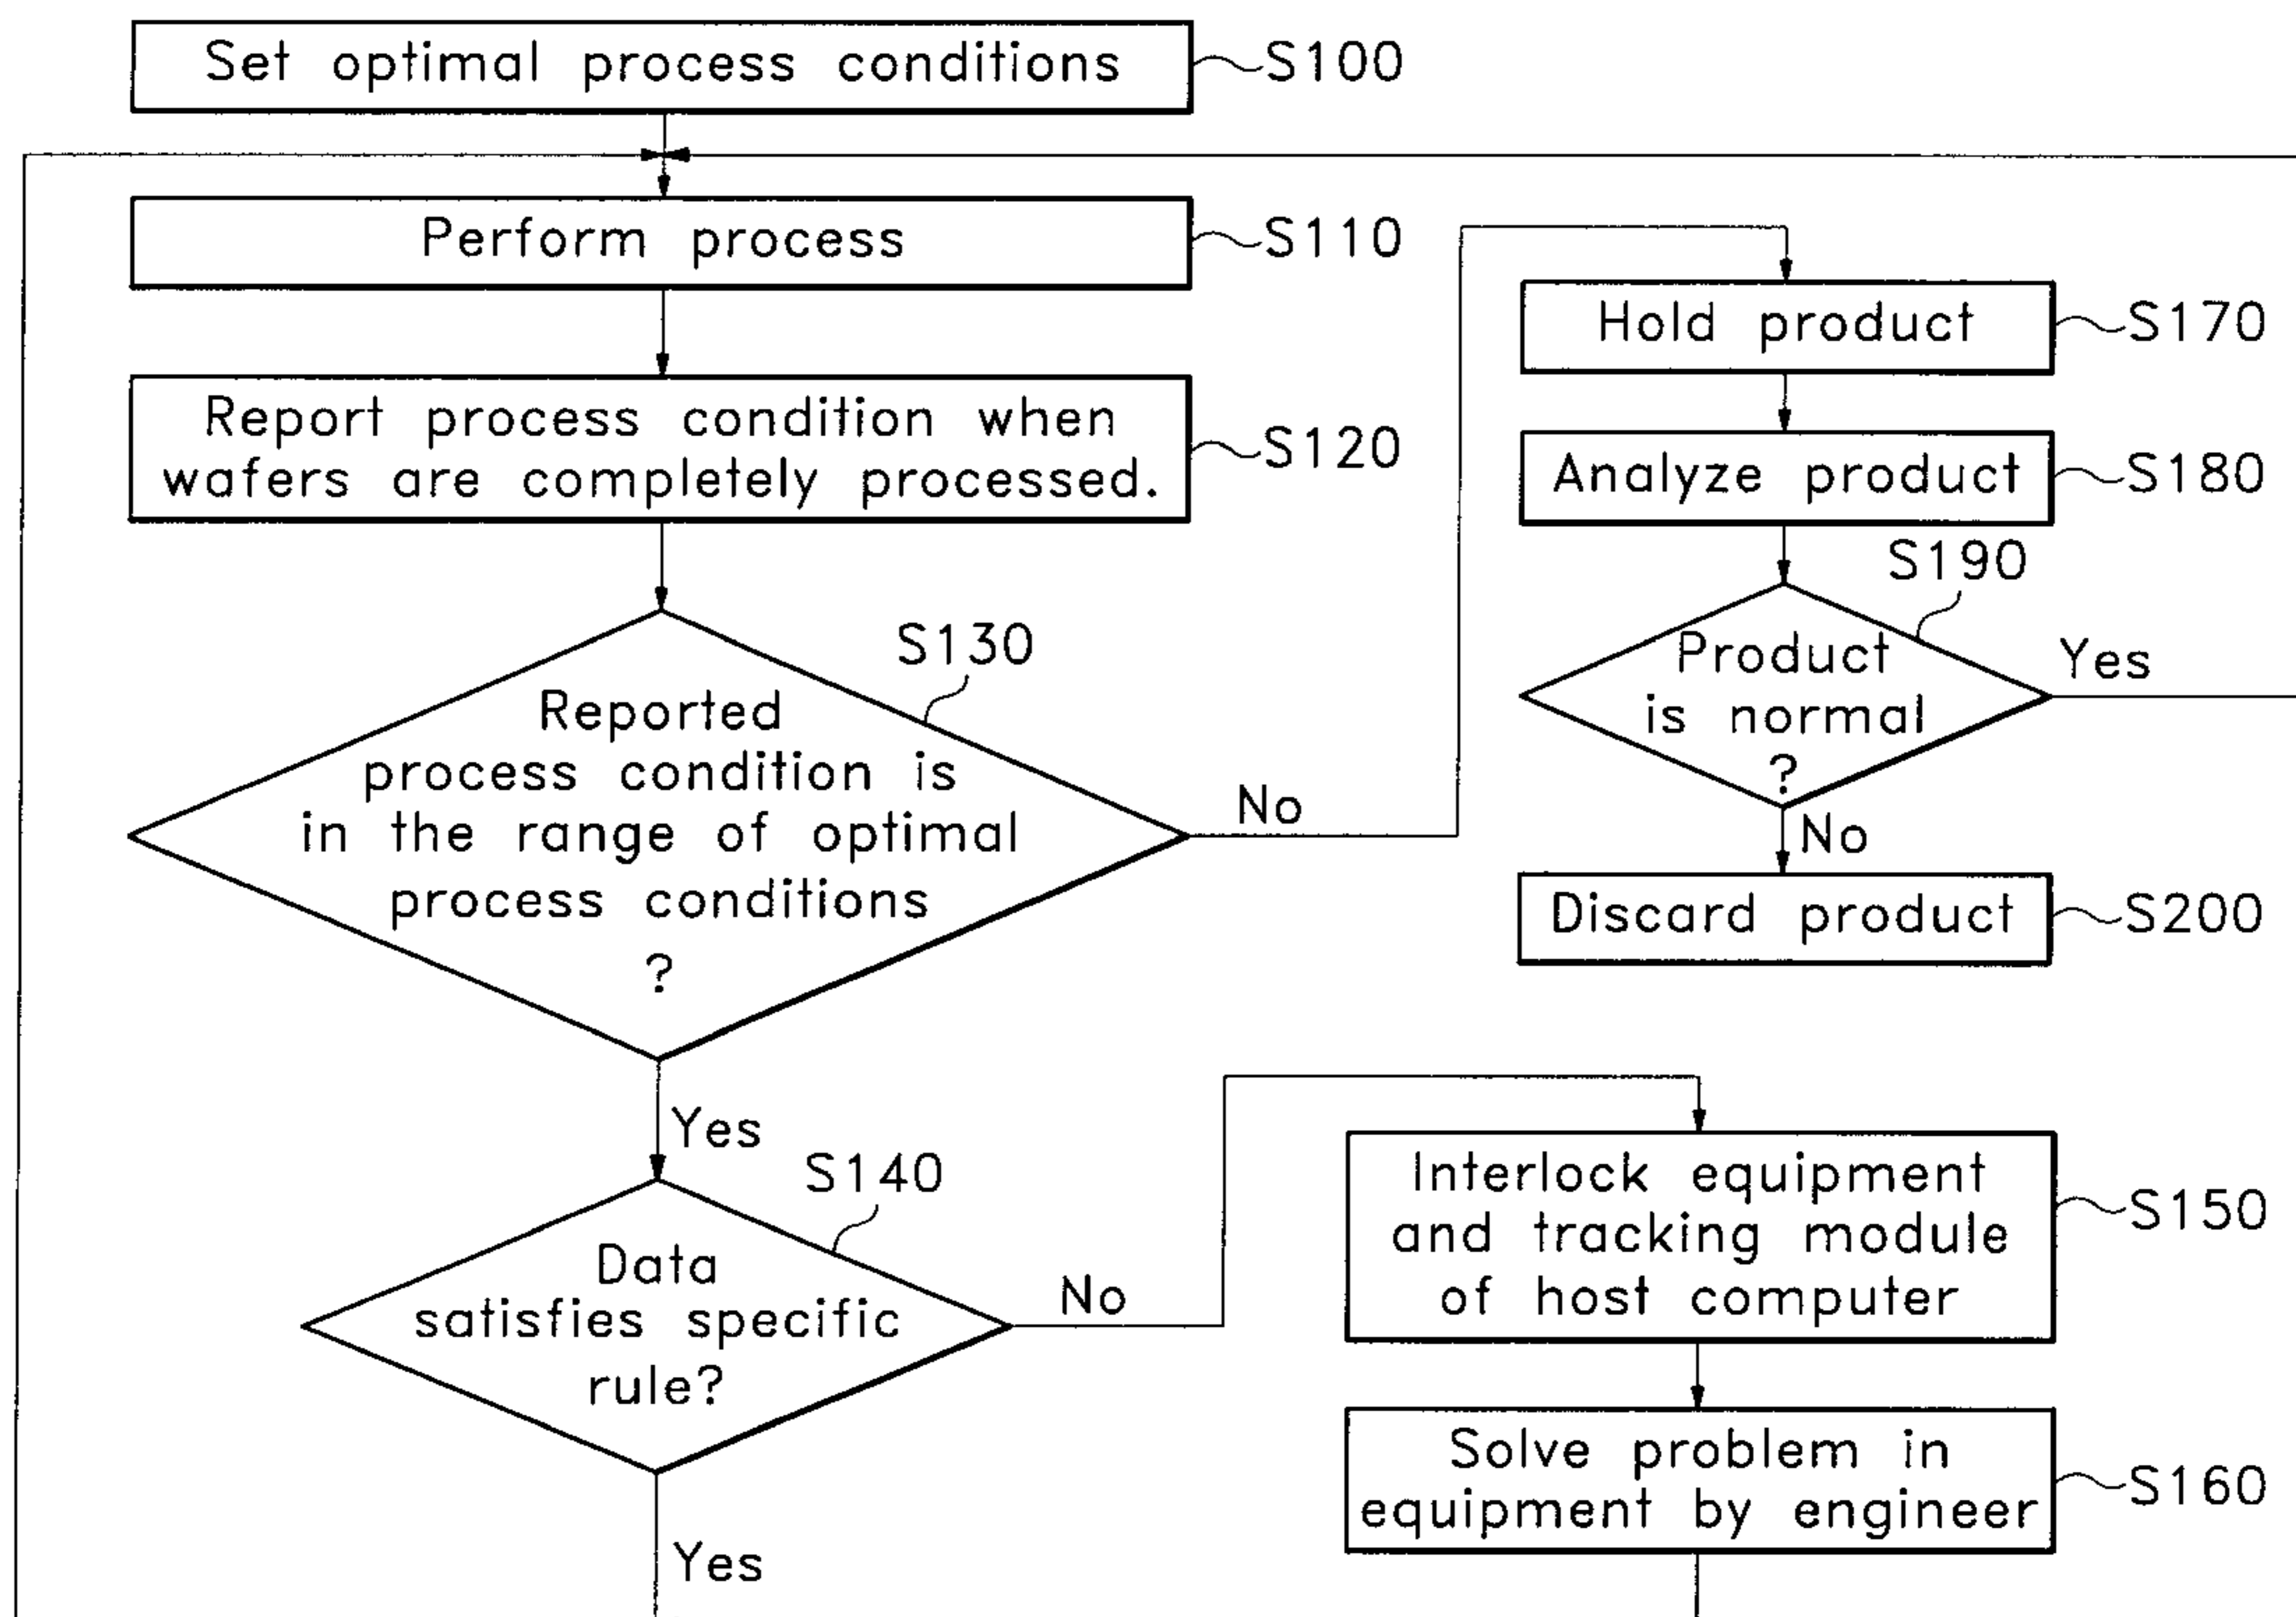 Set optimal process conditions
S100
Perform process
S110
Report process condition when
wafers are completely processed.
S120
S130
Reported
process condition is
in the range of optimal
process conditions
?
No
Yes
S140
Data
satisfies specific
rule?
No
Yes
Hold product
S170
Analyze product
S180
S190
Product
is normal
?
Yes
No
Discard product
S200
Interlock equipment
and tracking module
of host computer
S150
Solve problem in
equipment by engineer
S160